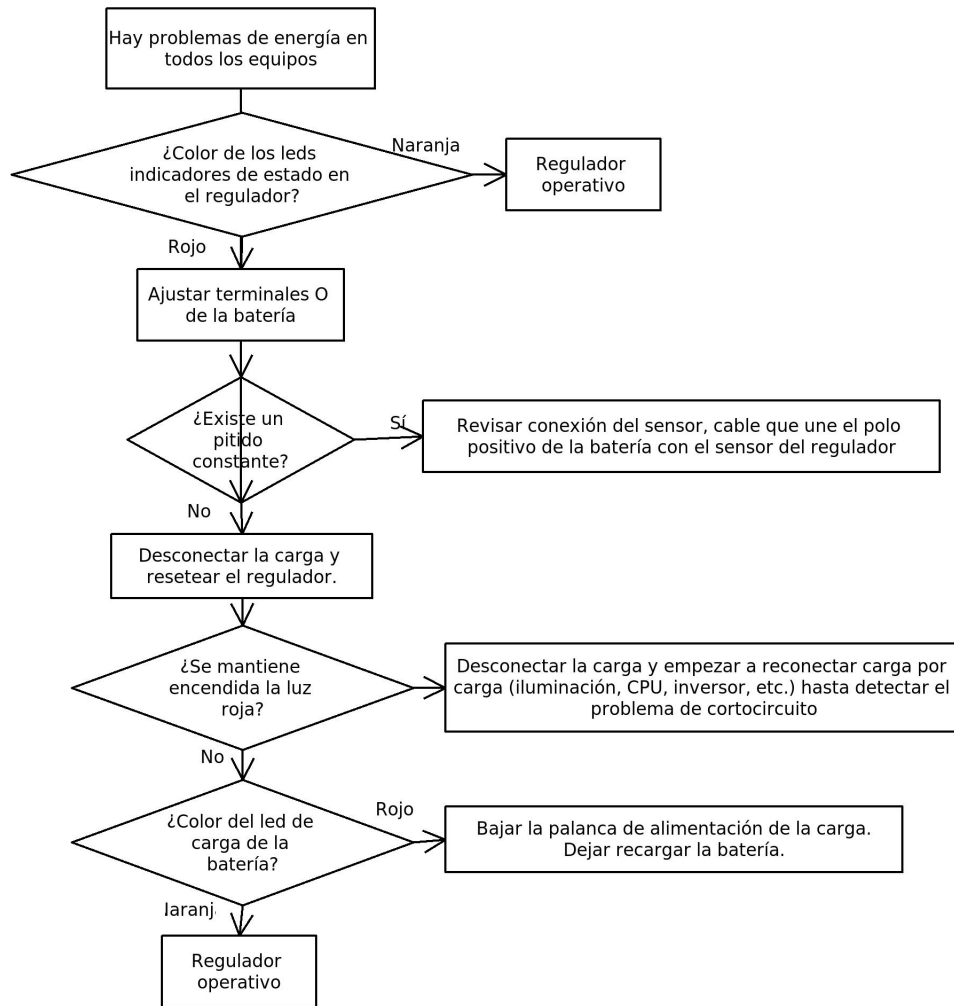 Hay problemas de energía en
todos los equipos
¿Color de los leds
indicadores de estado en
el regulador?
Naranja
Regulador
operativo
Rojo
Ajustar terminales O
de la batería
¿Existe un
pitido
constante?
Sí
Revisar conexión del sensor, cable que une el polo
positivo de la batería con el sensor del regulador
No
Desconectar la carga y
resetear el regulador.
¿Se mantiene
encendida la luz
roja?
Desconectar la carga y empezar a reconectar carga por
carga (iluminación, CPU, inversor, etc.) hasta detectar el
problema de cortocircuito
No
¿Color del led de
carga de la
batería?
Rojo
Bajar la palanca de alimentación de la carga.
Dejar recargar la batería.
Naranja
Regulador
operativo